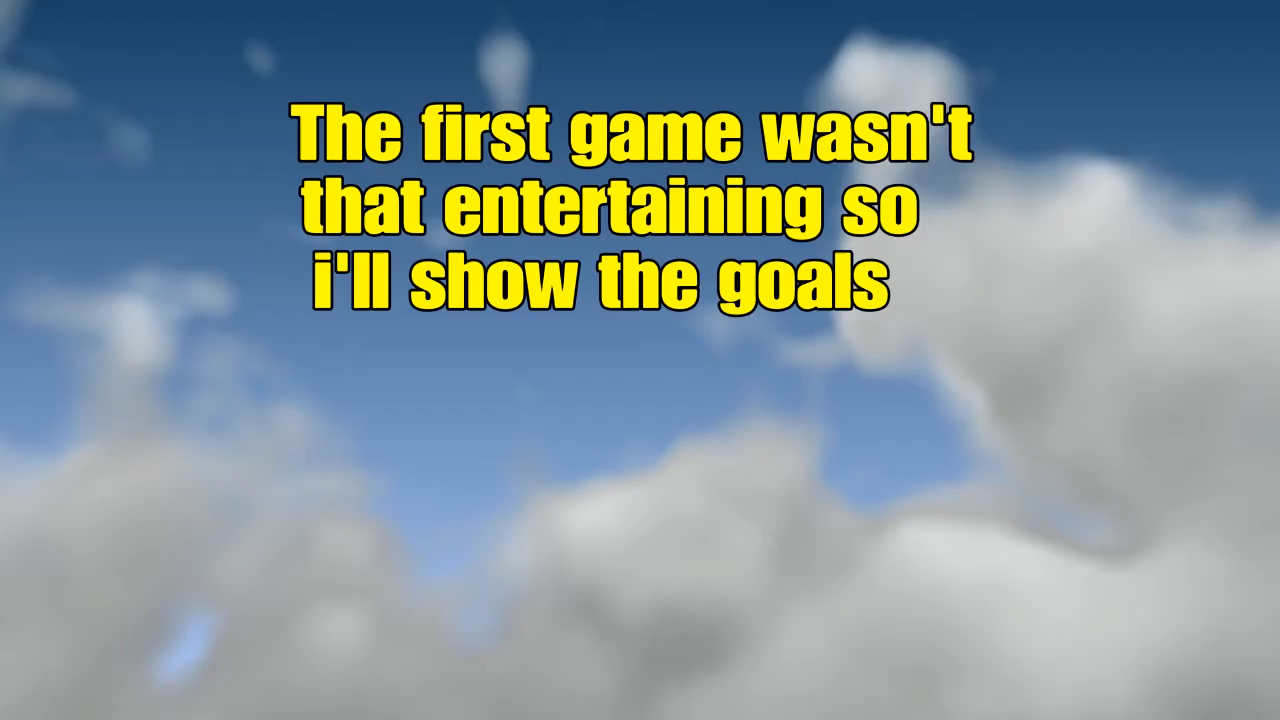 The first game wasn't
that entertaining so
i'll show the goals